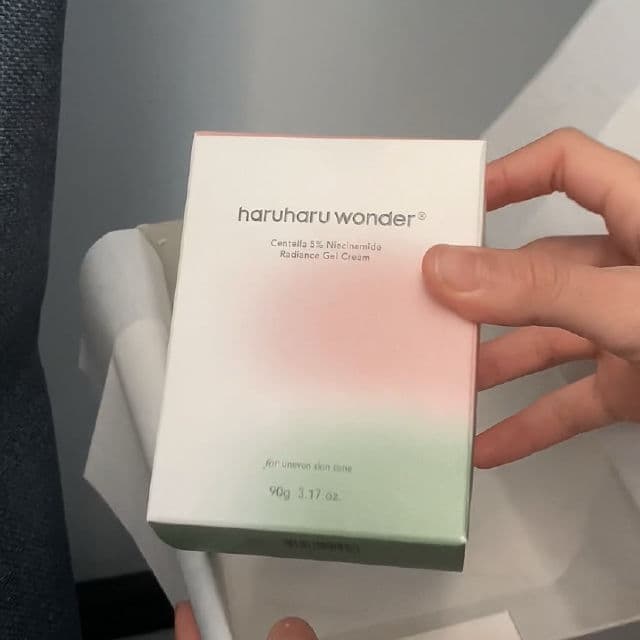 haruharu wonder®
Centella 5% Niacinamide
Radiance Gel Cream
for uneven skin tone
90g 3.17 oz.